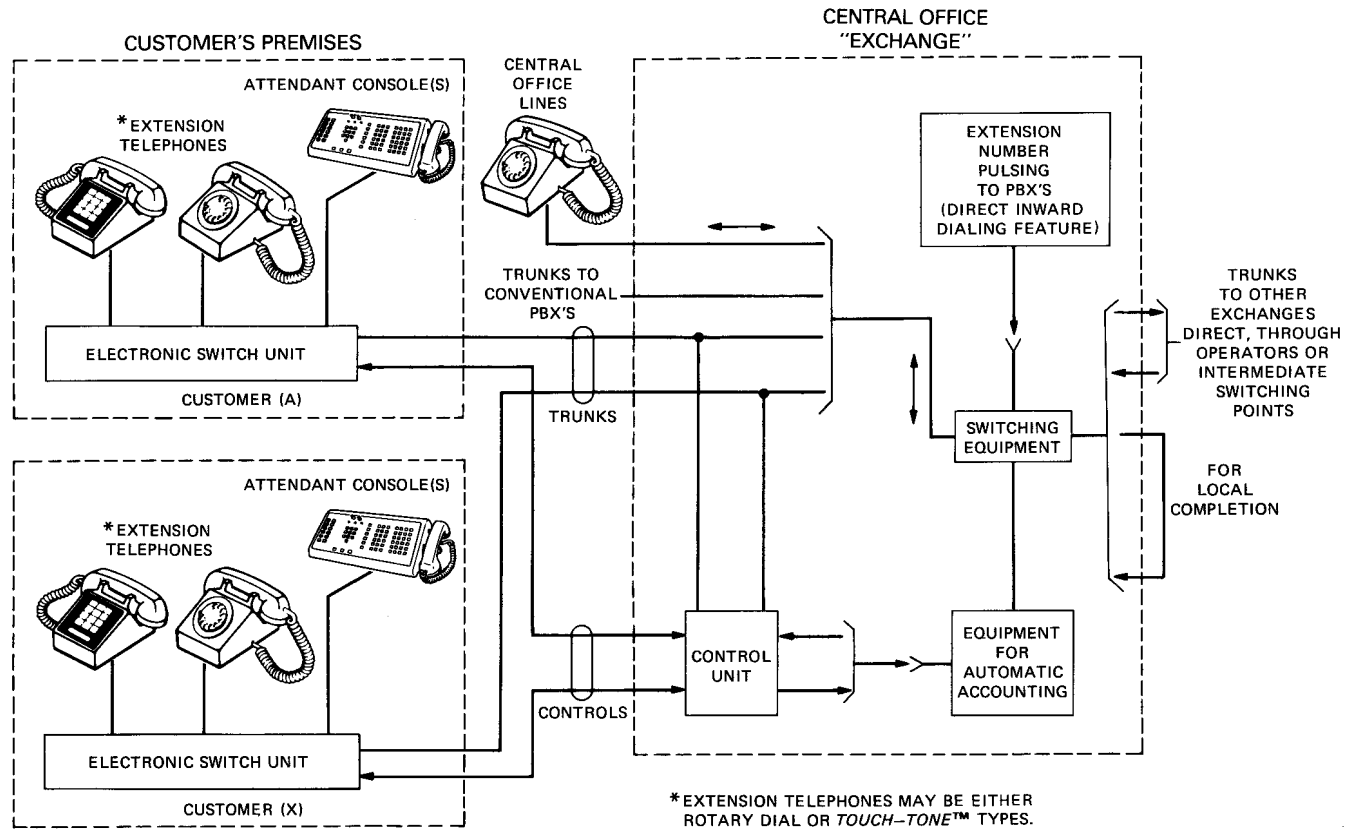 CUSTOMER'S PREMISES
ATTENDANT CONSOLE(S)
*EXTENSION
TELEPHONES
ELECTRONIC SWITCH UNIT
CUSTOMER (A)
ATTENDANT CONSOLE(S)
*EXTENSION
TELEPHONES
ELECTRONIC SWITCH UNIT
CUSTOMER (X)
CENTRAL
OFFICE
LINES
TRUNKS TO
CONVENTIONAL
PBX'S
TRUNKS
CONTROLS
CENTRAL OFFICE
"EXCHANGE"
EXTENSION
NUMBER
PULSING
TO PBX'S
(DIRECT INWARD
DIALING FEATURE)
SWITCHING
EQUIPMENT
CONTROL
UNIT
EQUIPMENT
FOR
AUTOMATIC
ACCOUNTING
TRUNKS
TO OTHER
EXCHANGES
DIRECT, THROUGH
OPERATORS OR
INTERMEDIATE
SWITCHING
POINTS
FOR
LOCAL
COMPLETION
*EXTENSION TELEPHONES MAY BE EITHER
ROTARY DIAL OR TOUCH-TONE™ TYPES.